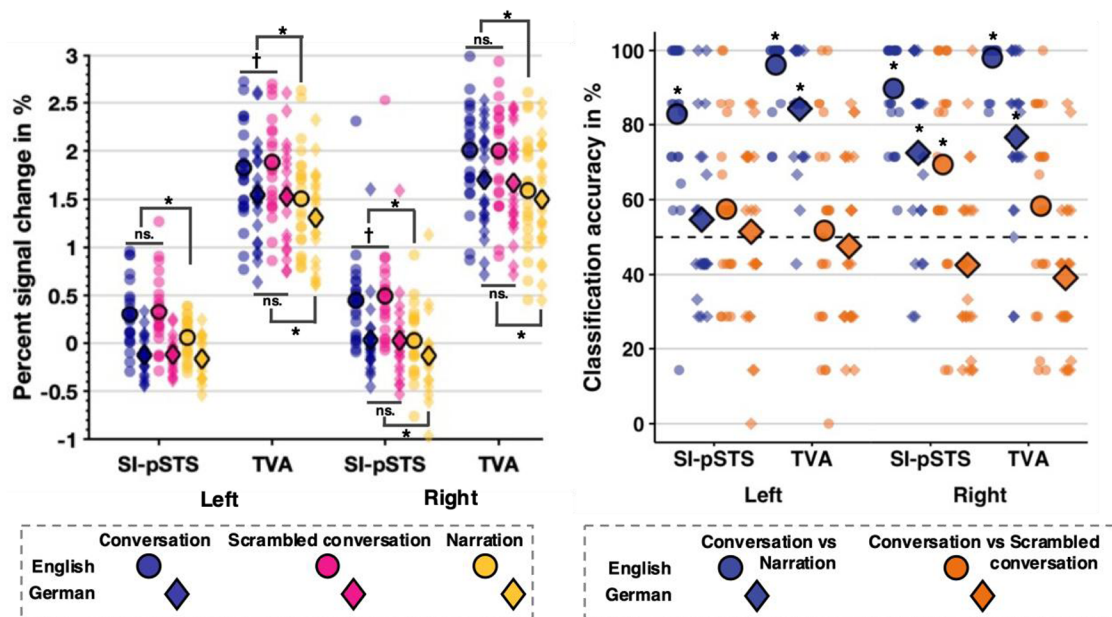 Percent signal change in %
3
2.5
2
1.5
1
0.5
0
-0.5
-1
ns.
*
†
*
ns.
*
†
*
ns.
*
ns.
*
ns.
*
SI-pSTS TVA SI-pSTS TVA
Left Right
Conversation Scrambled conversation Narration
English
German
Classification accuracy in %
100
80
60
40
20
0
*
*
*
*
*
*
*
*
SI-pSTS TVA SI-pSTS TVA
Left Right
Conversation vs Narration
Conversation vs Scrambled conversation
English
German